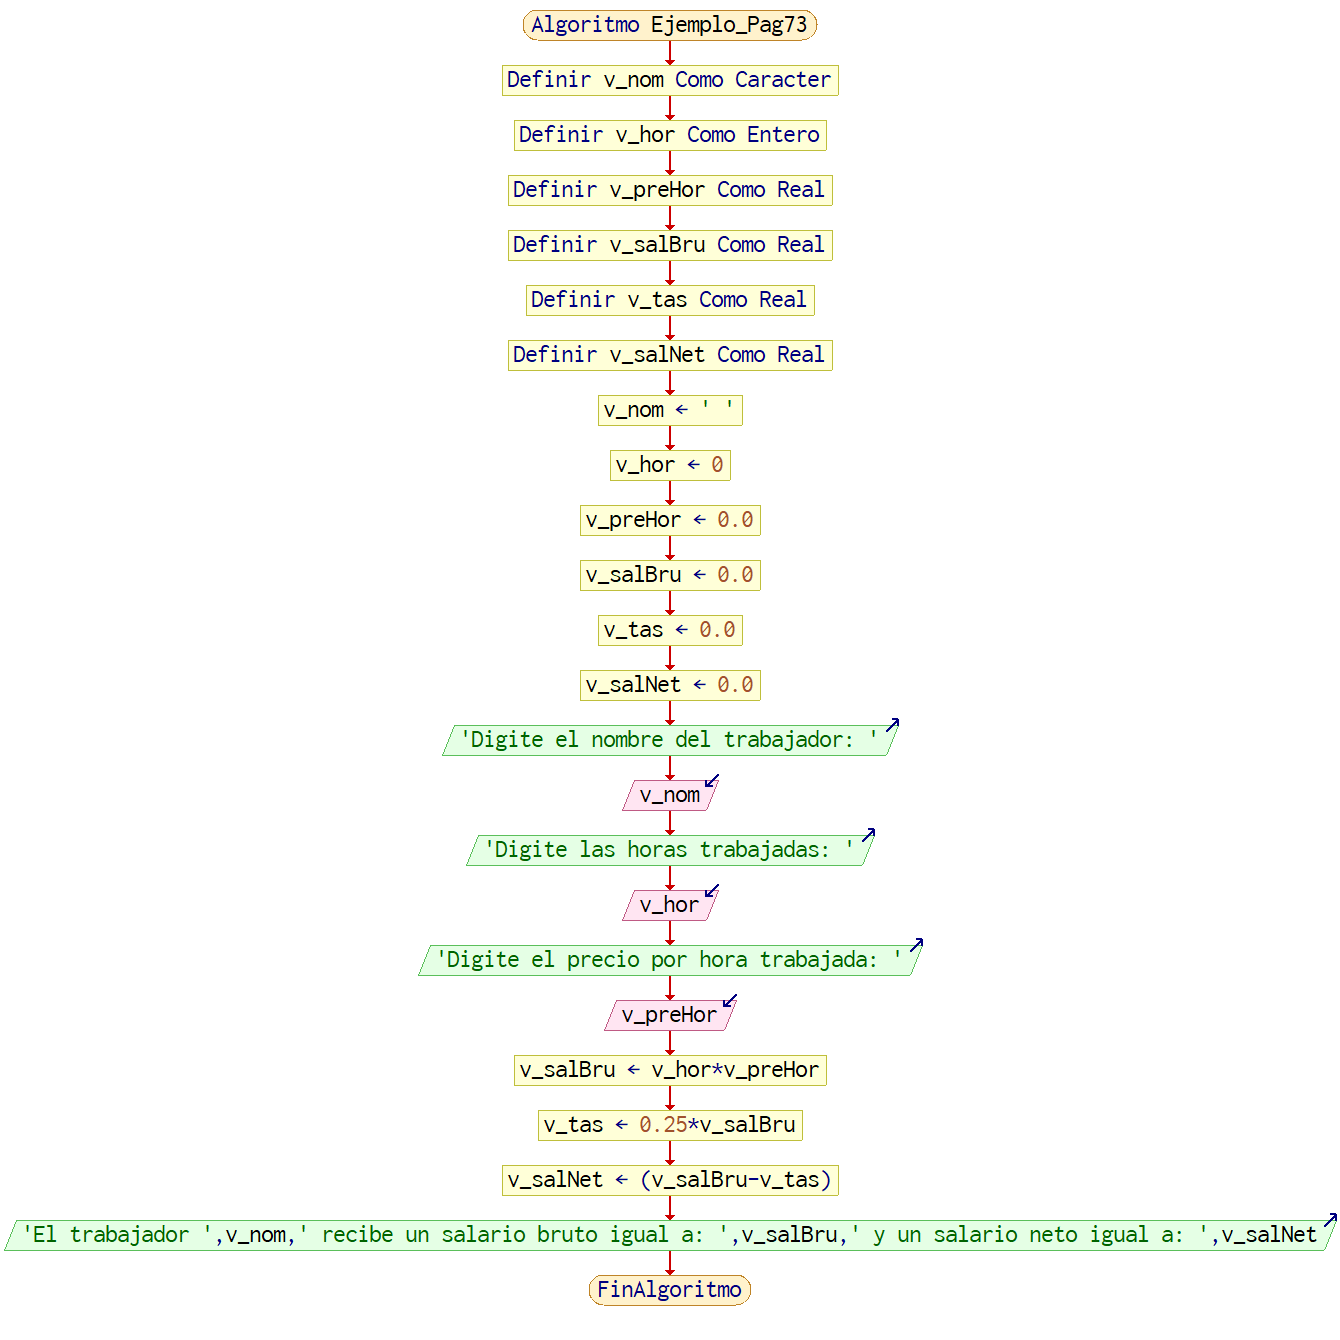 Algoritmo Ejemplo_Pag73
Definir v_nom Como Caracter
Definir v_hor Como Entero
Definir v_preHor Como Real
Definir v_salBru Como Real
Definir v_tas Como Real
Definir v_salNet Como Real
v_nom ← ' '
v_hor ← 0
v_preHor ← 0.0
v_salBru ← 0.0
v_tas ← 0.0
v_salNet ← 0.0
'Digite el nombre del trabajador: '
v_nom
'Digite las horas trabajadas: '
v_hor
'Digite el precio por hora trabajada: '
v_preHor
v_salBru ← v_hor*v_preHor
v_tas ← 0.25*v_salBru
v_salNet ← (v_salBru-v_tas)
'El trabajador ',v_nom,' recibe un salario bruto igual a: ',v_salBru,' y un salario neto igual a: ',v_salNet
FinAlgoritmo